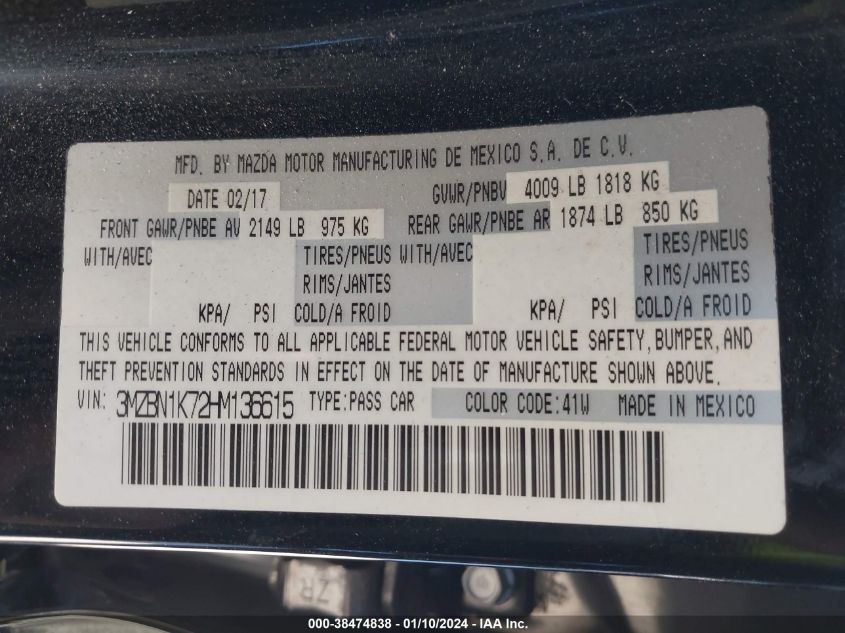 MFD. BY MAZDA MOTOR MANUFACTURING DE MEXICO S.A. DE C.V.
DATE 02/17 GVWR/PNBV 4009 LB 1818 KG
FRONT GAWR/PNBE AV 2149 LB 975 KG REAR GAWR/PNBE AR 1874 LB 850 KG
WITH/AVEC TIRES/PNEUS WITH/AVEC TIRES/PNEUS
RIMS/JANTES RIMS/JANTES
KPA/ PSI COLD/A FROID KPA/ PSI COLD/A FROID
THIS VEHICLE CONFORMS TO ALL APPLICABLE FEDERAL MOTOR VEHICLE SAFETY, BUMPER, AND
THEFT PREVENTION STANDARDS IN EFFECT ON THE DATE OF MANUFACTURE SHOWN ABOVE.
VIN: 3MZBN1K72HM136615 TYPE:PASS CAR COLOR CODE:41W MADE IN MEXICO
ZR
000-38474838 - 01/10/2024 - IAA Inc.